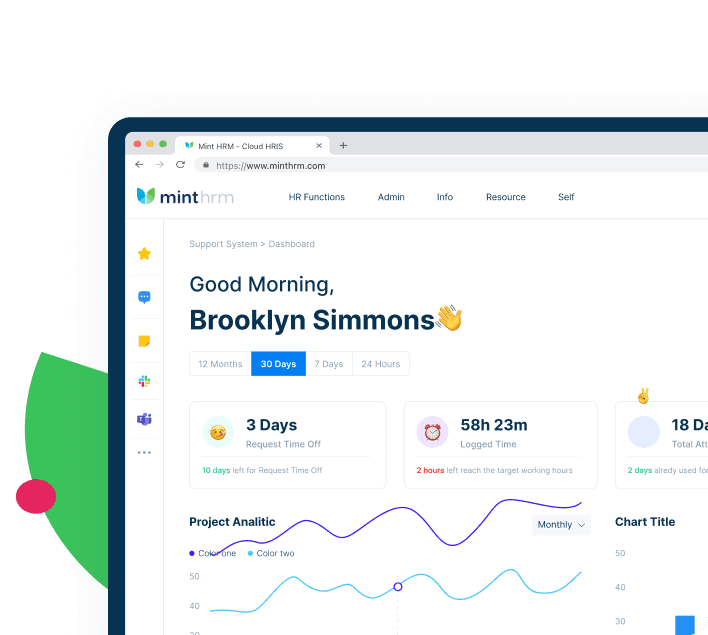 Mint HRM - Cloud HRIS
https://www.minthrm.com
minthrm
HR Functions Admin Info Resource Self
Support System > Dashboard
Good Morning,
Brooklyn Simmons
12 Months 30 Days 7 Days 24 Hours
3 Days
Request Time Off
10 days left for Request Time Off
58h 23m
Logged Time
2 hours left reach the target working hours
18 Da
Total Att
2 days alredy used for
Project Analitic
Monthly
Color one Color two
50
40
30
Chart Title
50
40
30